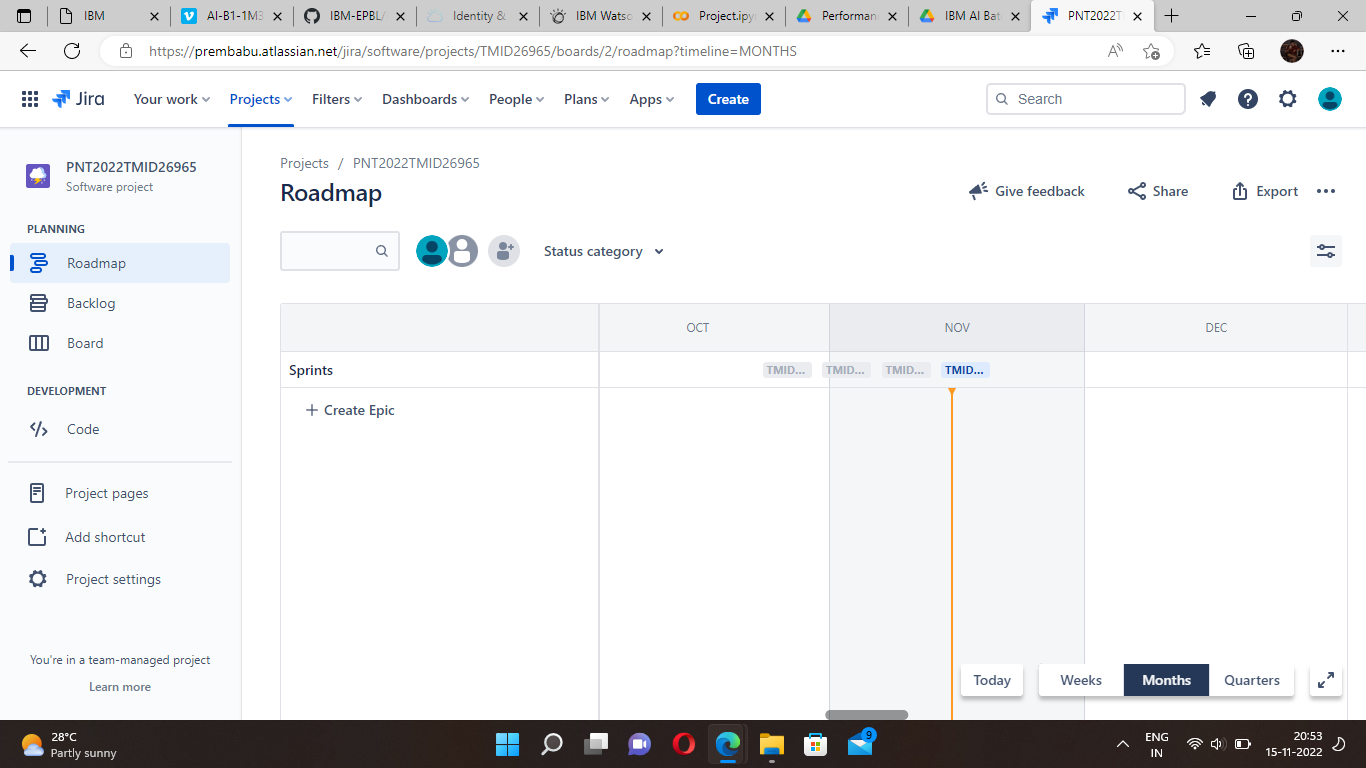 IBM
AI-B1-1M3
IBM-EPBL/
Identity &
IBM Watso
Project.ipy
Performan
IBM AI Bat
PNT2022T
https://prembabu.atlassian.net/jira/software/projects/TMID26965/boards/2/roadmap?timeline=MONTHS
Jira
Your work
Projects
Filters
Dashboards
People
Plans
Apps
Create
Search
PNT2022TMID26965
Software project
PLANNING
Roadmap
Backlog
Board
DEVELOPMENT
Code
Project pages
Add shortcut
Project settings
You're in a team-managed project
Learn more
Projects / PNT2022TMID26965
Roadmap
Give feedback
Share
Export
Status category
OCT
NOV
DEC
Sprints
TMID...
TMID...
TMID...
TMID...
+ Create Epic
Today
Weeks
Months
Quarters
28°C
Partly sunny
9
ENG
IN
20:53
15-11-2022